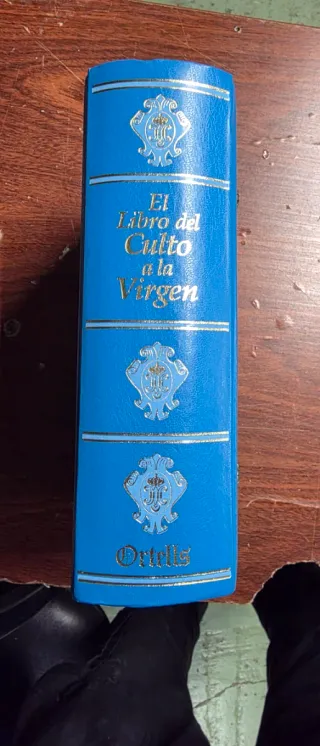 El
Libro del
Culto
a la
Virgen
Ortells